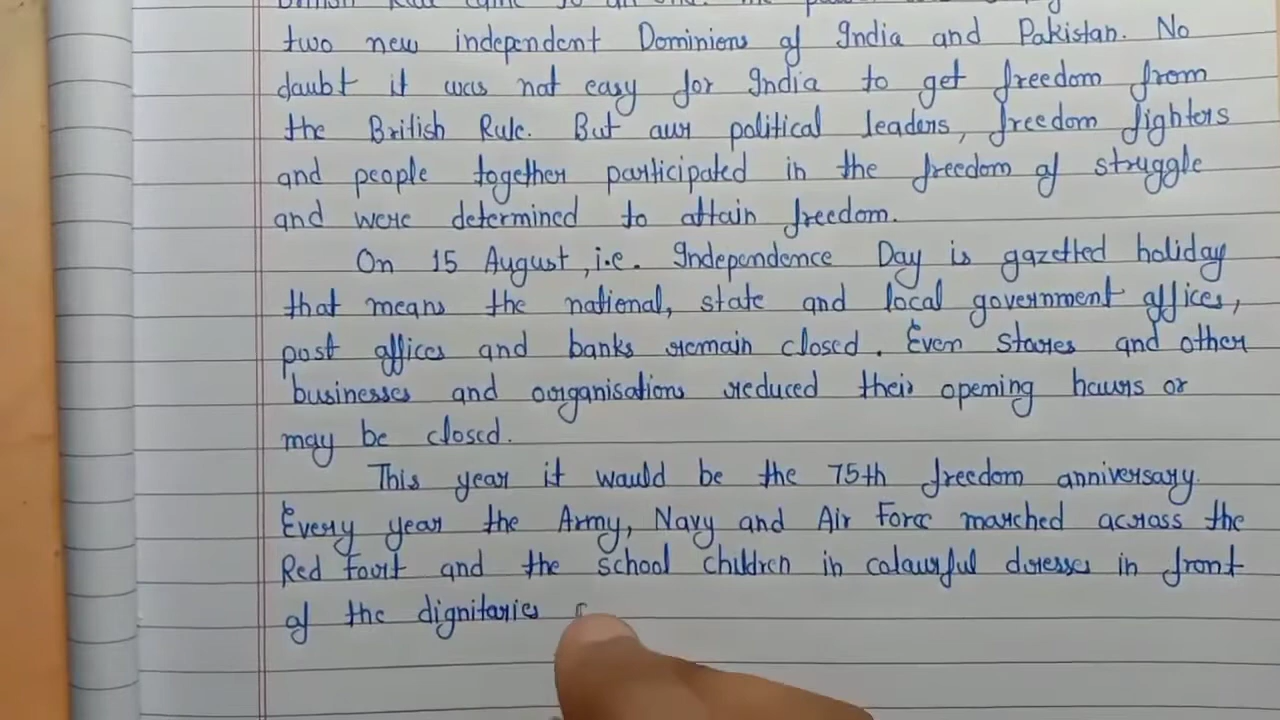 two new independent Dominions of India and Pakistan. No
doubt it was not easy for India to get freedom from
the British Rule. But our political leaders, freedom fighters
and people together participated in the freedom of struggle
and were determined to attain freedom.
On 15 August, i.e. Independence Day is gazetted holiday
that means the national, state and local government offices,
post offices and banks remain closed. Even stores and other
businesses and organisations reduced their opening hours or
may be closed.
This year it would be the 75th freedom anniversary.
Every year the Army, Navy and Air Force marched across the
Red Foort and the school children in colourful dresses in front
of the dignitaries